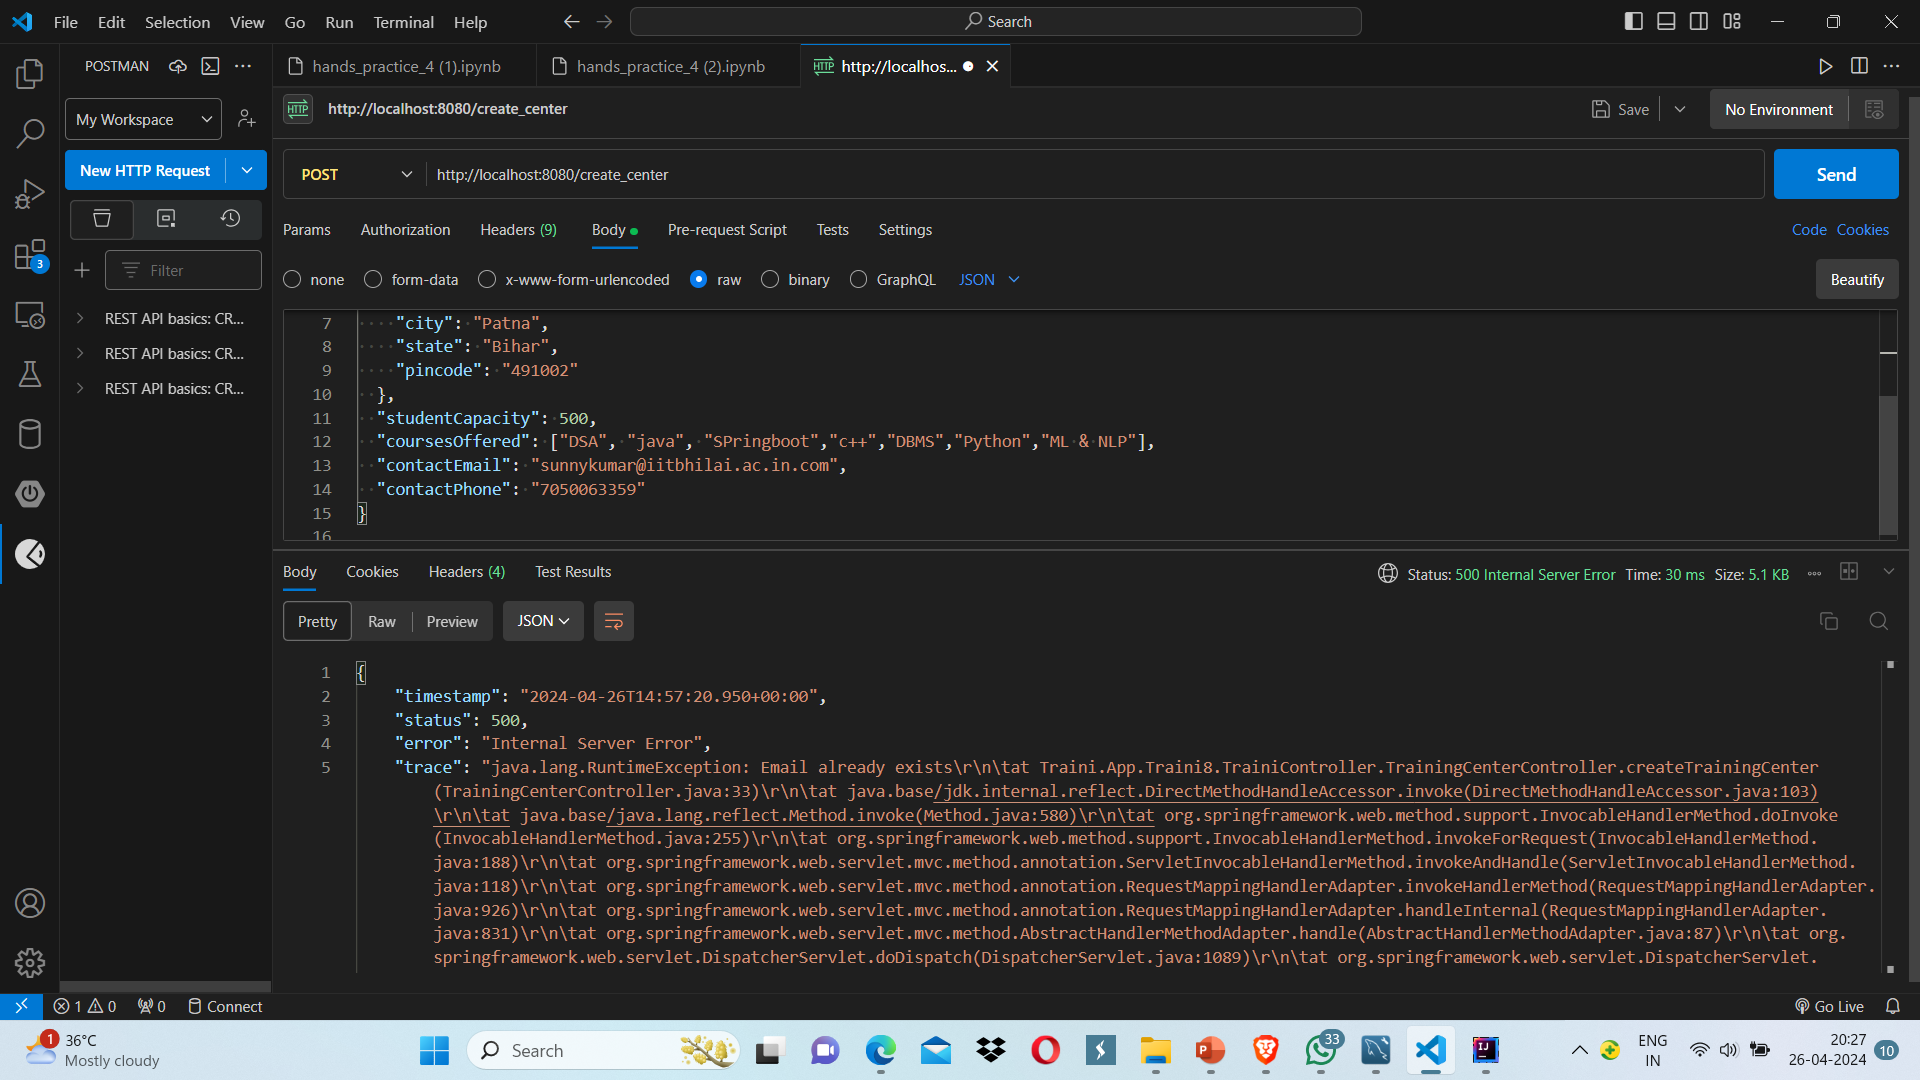 File Edit Selection View Go Run Terminal Help
Search
POSTMAN
hands_practice_4 (1).ipynb
hands_practice_4 (2).ipynb
HTTP http://localhos...
My Workspace
HTTP http://localhost:8080/create_center
Save
No Environment
New HTTP Request
POST
http://localhost:8080/create_center
Send
Params Authorization Headers (9) Body Pre-request Script Tests Settings
Code Cookies
3
Filter
none form-data x-www-form-urlencoded raw binary GraphQL JSON
Beautify
REST API basics: CR...
REST API basics: CR...
REST API basics: CR...
7 "city": "Patna",
8 "state": "Bihar",
9 "pincode": "491002"
10 },
11 "studentCapacity": 500,
12 "coursesOffered": ["DSA", "java", "SPringboot","c++","DBMS","Python","ML & NLP"],
13 "contactEmail": "sunnykumar@iitbhilai.ac.in.com",
14 "contactPhone": "7050063359"
15 }
16
Body Cookies Headers (4) Test Results
Status: 500 Internal Server Error Time: 30 ms Size: 5.1 KB
Pretty Raw Preview JSON
1 {
2 "timestamp": "2024-04-26T14:57:20.950+00:00",
3 "status": 500,
4 "error": "Internal Server Error",
5 "trace": "java.lang.RuntimeException: Email already exists\r\n\tat Traini.App.Traini8.TrainiController.TrainingCenterController.createTrainingCenter
(TrainingCenterController.java:33)\r\n\tat java.base/jdk.internal.reflect.DirectMethodHandleAccessor.invoke(DirectMethodHandleAccessor.java:103)
\r\n\tat java.base/java.lang.reflect.Method.invoke(Method.java:580)\r\n\tat org.springframework.web.method.support.InvocableHandlerMethod.doInvoke
(InvocableHandlerMethod.java:255)\r\n\tat org.springframework.web.method.support.InvocableHandlerMethod.invokeForRequest(InvocableHandlerMethod.
java:188)\r\n\tat org.springframework.web.servlet.mvc.method.annotation.ServletInvocableHandlerMethod.invokeAndHandle(ServletInvocableHandlerMethod.
java:118)\r\n\tat org.springframework.web.servlet.mvc.method.annotation.RequestMappingHandlerAdapter.invokeHandlerMethod(RequestMappingHandlerAdapter.
java:926)\r\n\tat org.springframework.web.servlet.mvc.method.annotation.RequestMappingHandlerAdapter.handleInternal(RequestMappingHandlerAdapter.
java:831)\r\n\tat org.springframework.web.servlet.mvc.method.AbstractHandlerMethodAdapter.handle(AbstractHandlerMethodAdapter.java:87)\r\n\tat org.
springframework.web.servlet.DispatcherServlet.doDispatch(DispatcherServlet.java:1089)\r\n\tat org.springframework.web.servlet.DispatcherServlet.
1 0 0 Connect
Go Live
1 36°C
Mostly cloudy
Search
33
ENG
IN
20:27
26-04-2024
10